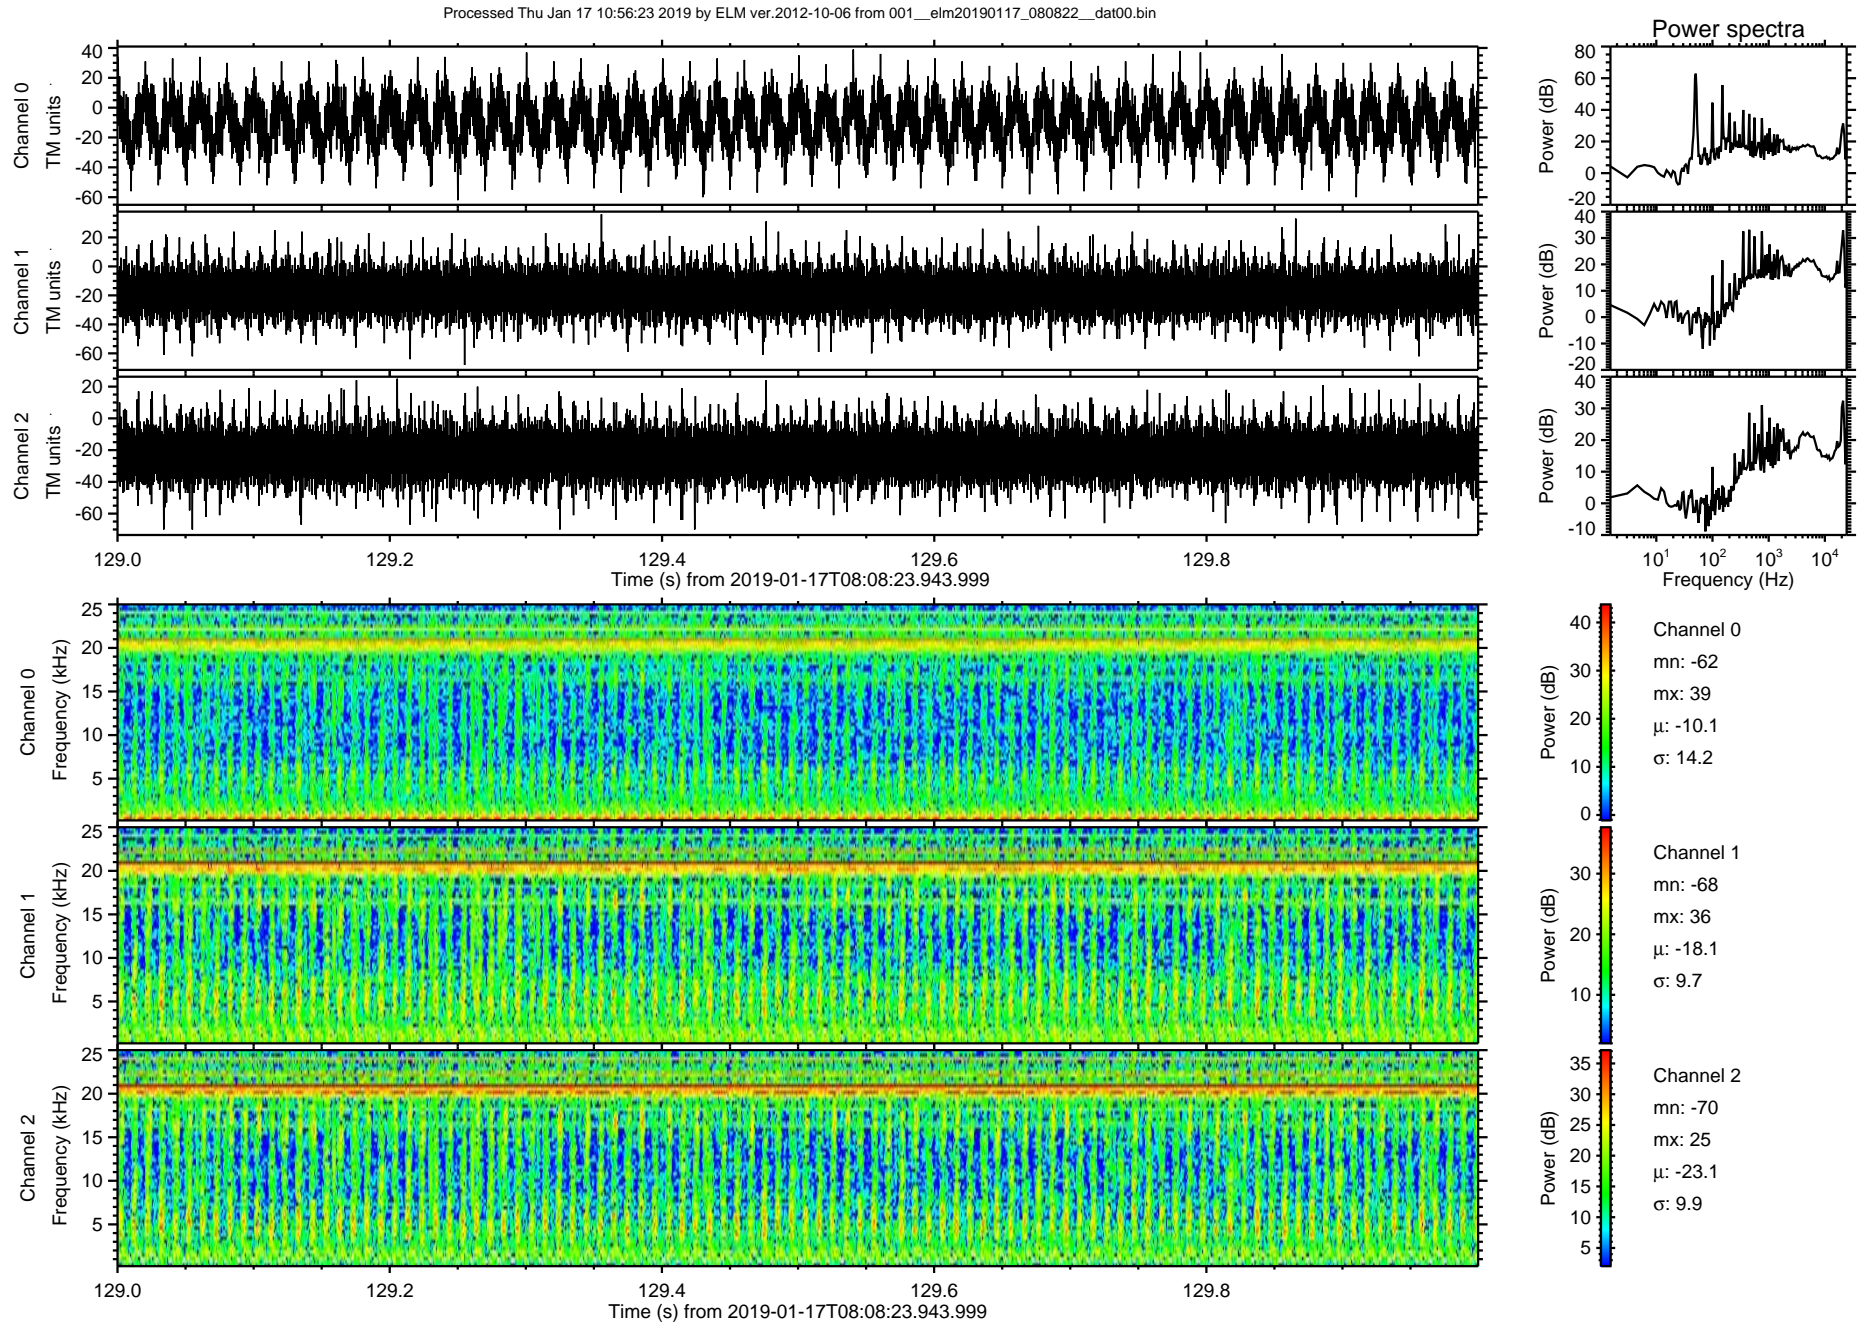 Processed Thu Jan 17 10:56:23 2019 by ELM ver.2012-10-06 from 001__elm20190117_080822__dat00.bin
Power spectra
Channel 0
TM units
40
20
0
-20
-40
-60
Power (dB)
80
60
40
20
0
-20
Channel 1
TM units
20
0
-20
-40
-60
Power (dB)
40
30
20
10
0
-10
-20
Channel 2
TM units
20
0
-20
-40
-60
Power (dB)
40
30
20
10
0
-10
129.0 129.2 129.4 129.6 129.8
Time (s) from 2019-01-17T08:08:23.943.999
10^1 10^2 10^3 10^4
Frequency (Hz)
Channel 0
Frequency (kHz)
25
20
15
10
5
Power (dB)
40
30
20
10
0
Channel 0
mn: -62
mx: 39
μ: -10.1
σ: 14.2
Channel 1
Frequency (kHz)
25
20
15
10
5
Power (dB)
30
20
10
Channel 1
mn: -68
mx: 36
μ: -18.1
σ: 9.7
Channel 2
Frequency (kHz)
25
20
15
10
5
Power (dB)
35
30
25
20
15
10
5
Channel 2
mn: -70
mx: 25
μ: -23.1
σ: 9.9
129.0 129.2 129.4 129.6 129.8
Time (s) from 2019-01-17T08:08:23.943.999